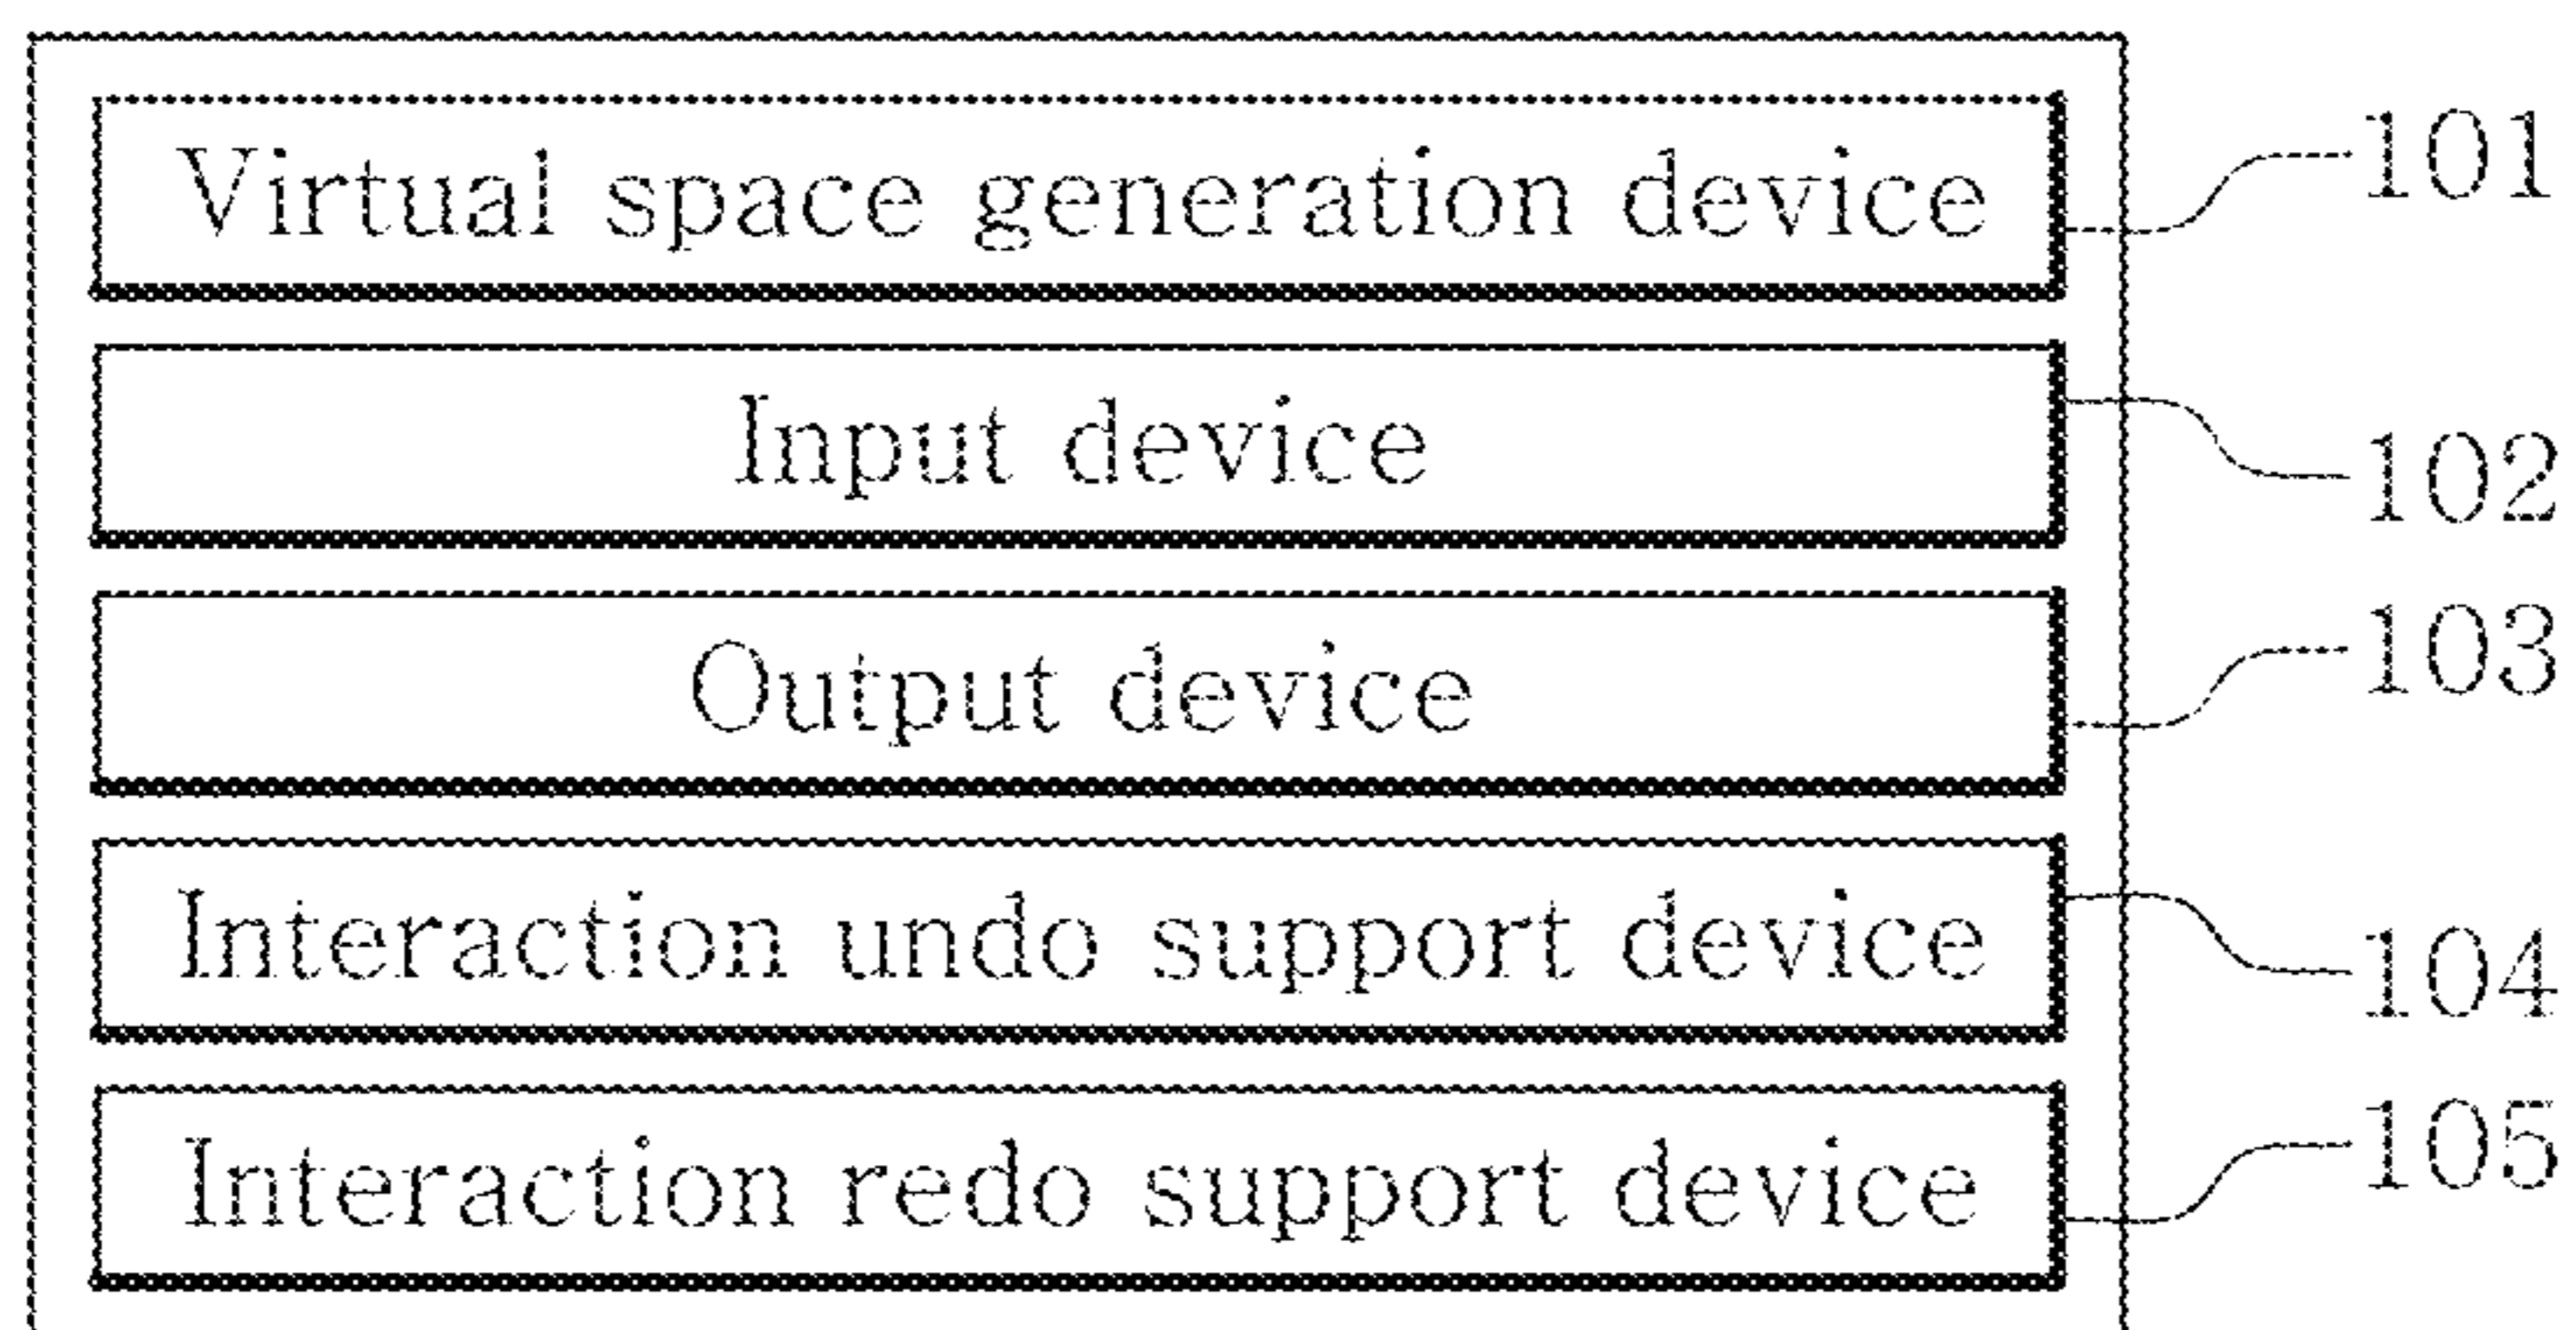 Virtual space generation device 101
Input device 102
Output device 103
Interaction undo support device 104
Interaction redo support device 105